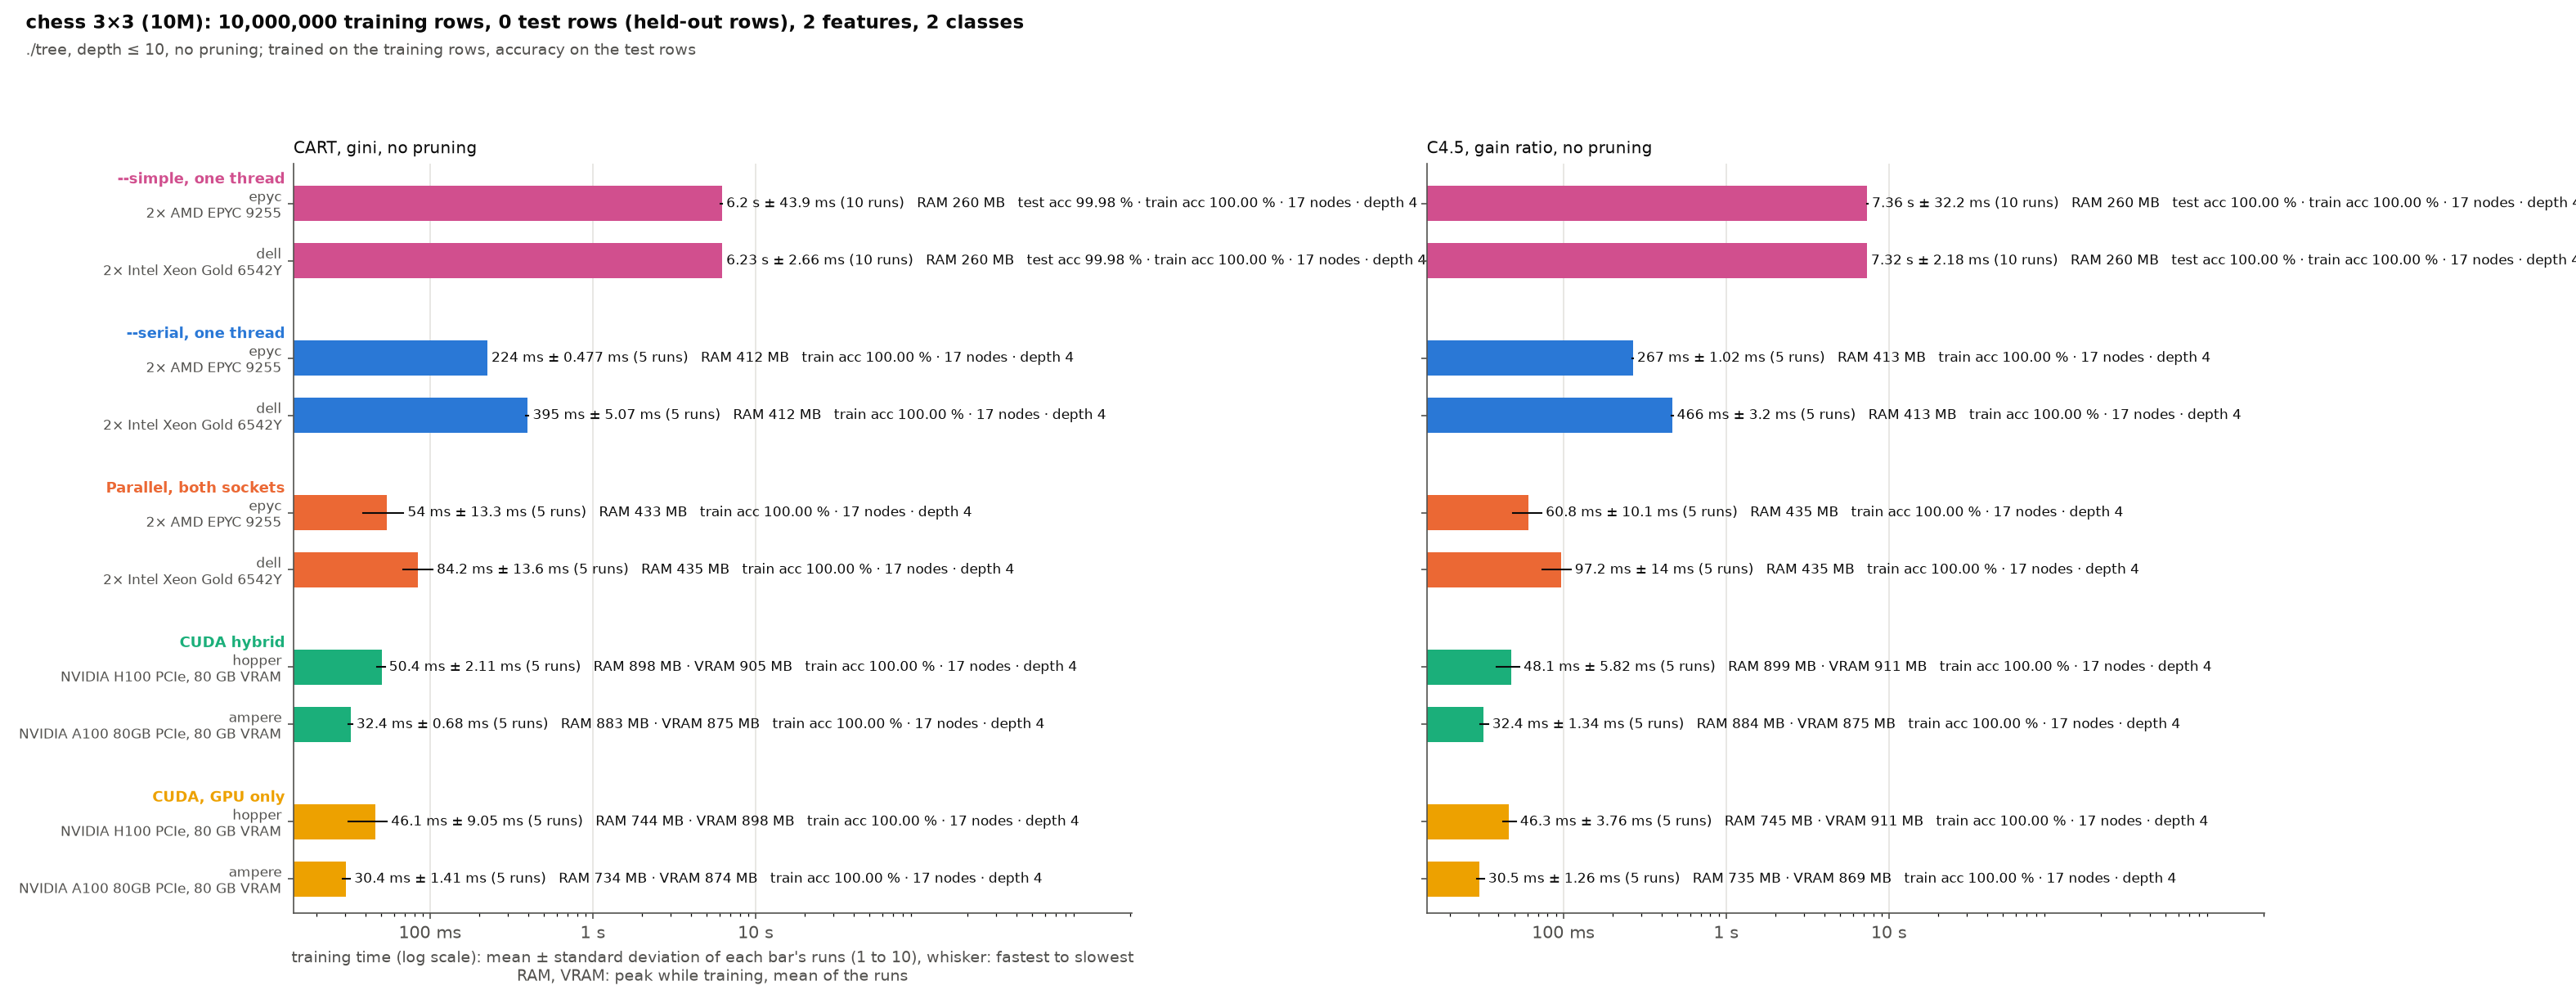 chess 3×3 (10M): 10,000,000 training rows, 0 test rows (held-out rows), 2 features, 2 classes
./tree, depth ≤ 10, no pruning; trained on the training rows, accuracy on the test rows
CART, gini, no pruning
--simple, one thread
epyc
2× AMD EPYC 9255
6.2 s ± 43.9 ms (10 runs)   RAM 260 MB   test acc 99.98 % · train acc 100.00 % · 17 nodes · depth 4
dell
2× Intel Xeon Gold 6542Y
6.23 s ± 2.66 ms (10 runs)   RAM 260 MB   test acc 99.98 % · train acc 100.00 % · 17 nodes · depth 4
--serial, one thread
epyc
2× AMD EPYC 9255
224 ms ± 0.477 ms (5 runs)   RAM 412 MB   train acc 100.00 % · 17 nodes · depth 4
dell
2× Intel Xeon Gold 6542Y
395 ms ± 5.07 ms (5 runs)   RAM 412 MB   train acc 100.00 % · 17 nodes · depth 4
Parallel, both sockets
epyc
2× AMD EPYC 9255
54 ms ± 13.3 ms (5 runs)   RAM 433 MB   train acc 100.00 % · 17 nodes · depth 4
dell
2× Intel Xeon Gold 6542Y
84.2 ms ± 13.6 ms (5 runs)   RAM 435 MB   train acc 100.00 % · 17 nodes · depth 4
CUDA hybrid
hopper
NVIDIA H100 PCIe, 80 GB VRAM
50.4 ms ± 2.11 ms (5 runs)   RAM 898 MB · VRAM 905 MB   train acc 100.00 % · 17 nodes · depth 4
ampere
NVIDIA A100 80GB PCIe, 80 GB VRAM
32.4 ms ± 0.68 ms (5 runs)   RAM 883 MB · VRAM 875 MB   train acc 100.00 % · 17 nodes · depth 4
CUDA, GPU only
hopper
NVIDIA H100 PCIe, 80 GB VRAM
46.1 ms ± 9.05 ms (5 runs)   RAM 744 MB · VRAM 898 MB   train acc 100.00 % · 17 nodes · depth 4
ampere
NVIDIA A100 80GB PCIe, 80 GB VRAM
30.4 ms ± 1.41 ms (5 runs)   RAM 734 MB · VRAM 874 MB   train acc 100.00 % · 17 nodes · depth 4
100 ms   1 s   10 s
training time (log scale): mean ± standard deviation of each bar's runs (1 to 10), whisker: fastest to slowest
RAM, VRAM: peak while training, mean of the runs
C4.5, gain ratio, no pruning
7.36 s ± 32.2 ms (10 runs)   RAM 260 MB   test acc 100.00 % · train acc 100.00 % · 17 nodes · depth
7.32 s ± 2.18 ms (10 runs)   RAM 260 MB   test acc 100.00 % · train acc 100.00 % · 17 nodes · depth
267 ms ± 1.02 ms (5 runs)   RAM 413 MB   train acc 100.00 % · 17 nodes · depth 4
466 ms ± 3.2 ms (5 runs)   RAM 413 MB   train acc 100.00 % · 17 nodes · depth 4
60.8 ms ± 10.1 ms (5 runs)   RAM 435 MB   train acc 100.00 % · 17 nodes · depth 4
97.2 ms ± 14 ms (5 runs)   RAM 435 MB   train acc 100.00 % · 17 nodes · depth 4
48.1 ms ± 5.82 ms (5 runs)   RAM 899 MB · VRAM 911 MB   train acc 100.00 % · 17 nodes · depth 4
32.4 ms ± 1.34 ms (5 runs)   RAM 884 MB · VRAM 875 MB   train acc 100.00 % · 17 nodes · depth 4
46.3 ms ± 3.76 ms (5 runs)   RAM 745 MB · VRAM 911 MB   train acc 100.00 % · 17 nodes · depth 4
30.5 ms ± 1.26 ms (5 runs)   RAM 735 MB · VRAM 869 MB   train acc 100.00 % · 17 nodes · depth 4
100 ms   1 s   10 s